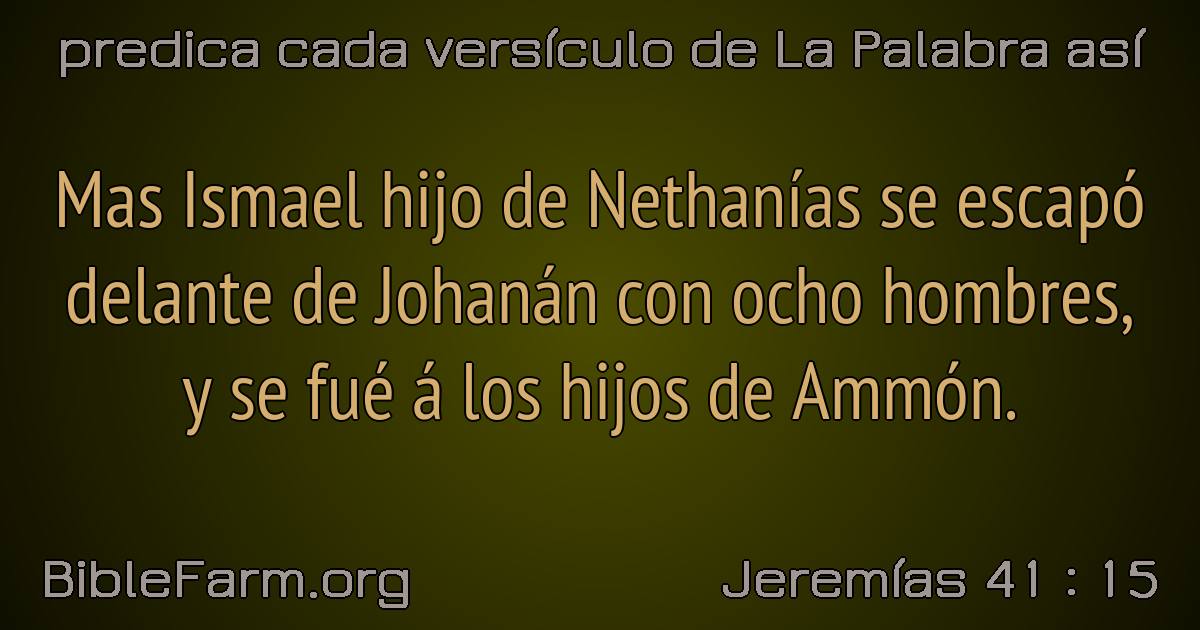 predica cada versículo de La Palabra así
Mas Ismael hijo de Nethanías se escapó
delante de Johanán con ocho hombres,
y se fué á los hijos de Ammón.
BibleFarm.org
Jeremías 41 : 15